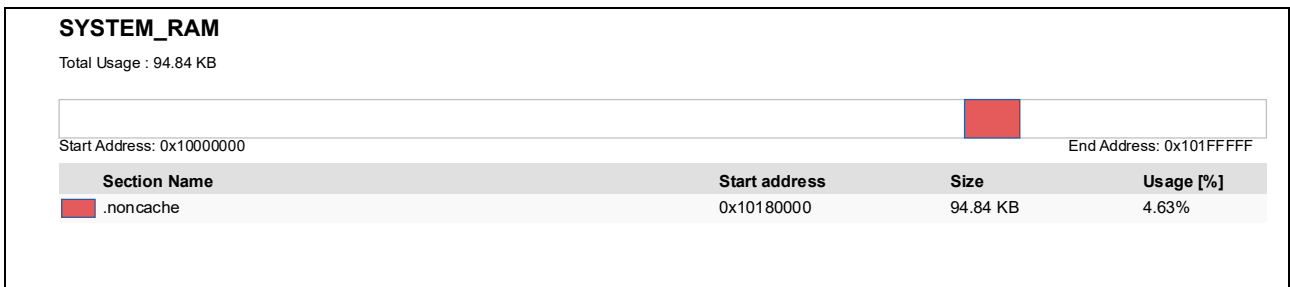 SYSTEM_RAM
Total Usage : 94.84 KB
Start Address: 0x10000000 End Address: 0x101FFFFF
Section Name Start address Size Usage [%]
.noncache 0x10180000 94.84 KB 4.63%